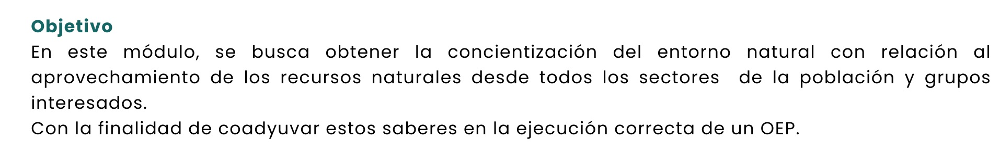 Objetivo
En este módulo, se busca obtener la concientización del entorno natural con relación al
aprovechamiento de los recursos naturales desde todos los sectores de la población y grupos
interesados.
Con la finalidad de coadyuvar estos saberes en la ejecución correcta de un OEP.